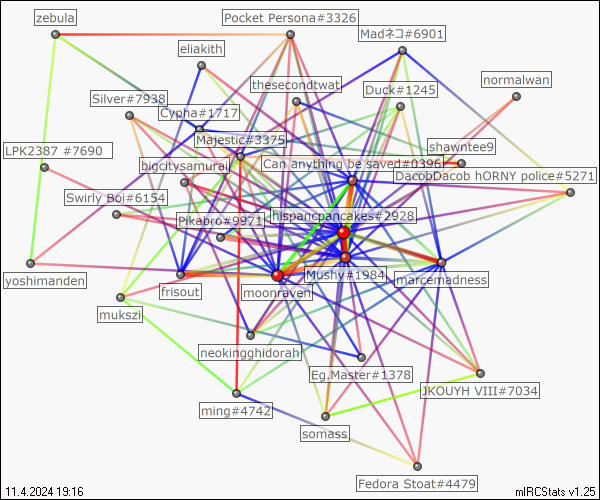 zebula
Pocket Persona#3326
Madネコ#6901
eliakith
thesecondtwat
normalwan
Silver#7938
Duck#1245
Cypha#1717
Majestic#3375
shawntee9
LPK2387 #7690
bigcitysamurai
Can anything be saved#0396
DacobDacob hORNY police#5271
Swirly Boi#6154
Pikabro#9971
hispancpancakes#2928
yoshimanden
frisout
moonraven
Mushy#1984
marcemadness
mukszi
neokingghidorah
Eg.Master#1378
JKOUYH VIII#7034
ming#4742
somass
Fedora Stoat#4479
11.4.2024 19:16
mIRCStats v1.25